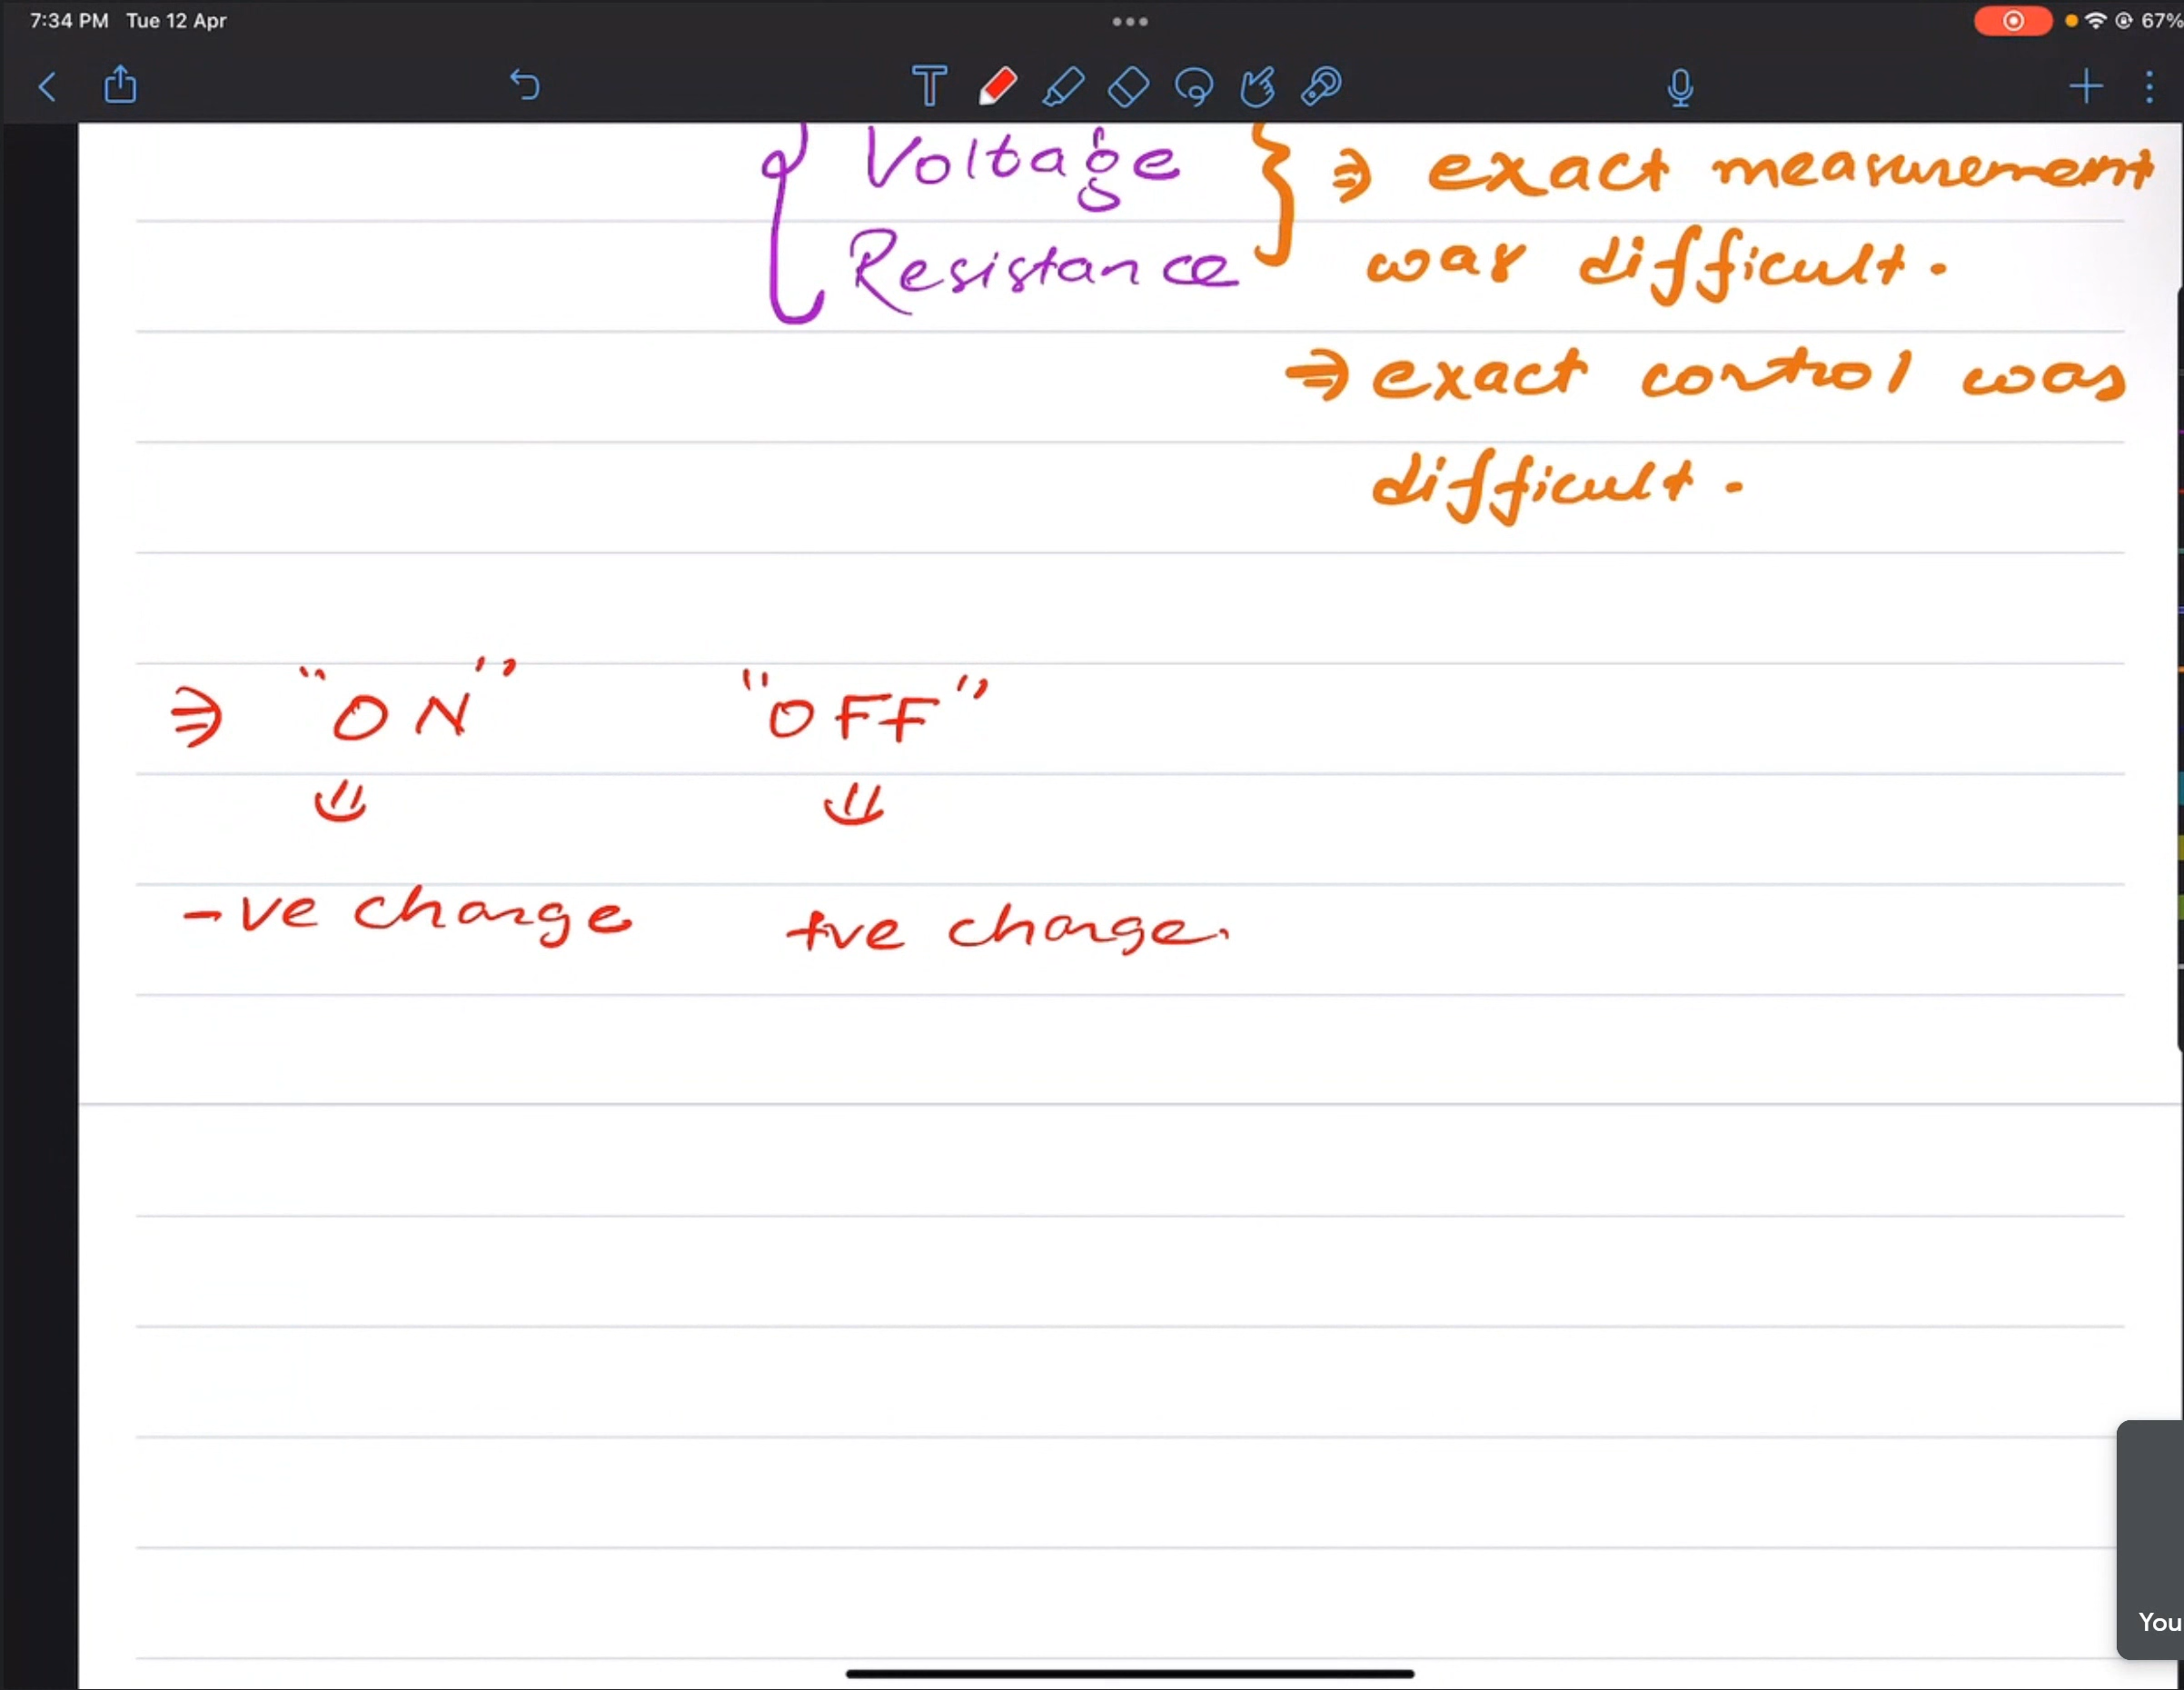 7:34 PM Tue 12 Apr
67%
Voltage ⇒ exact measurement
Resistance was difficult.
⇒ exact control was
difficult.
⇒ "ON" "OFF"
-ve charge +ve charge.
You